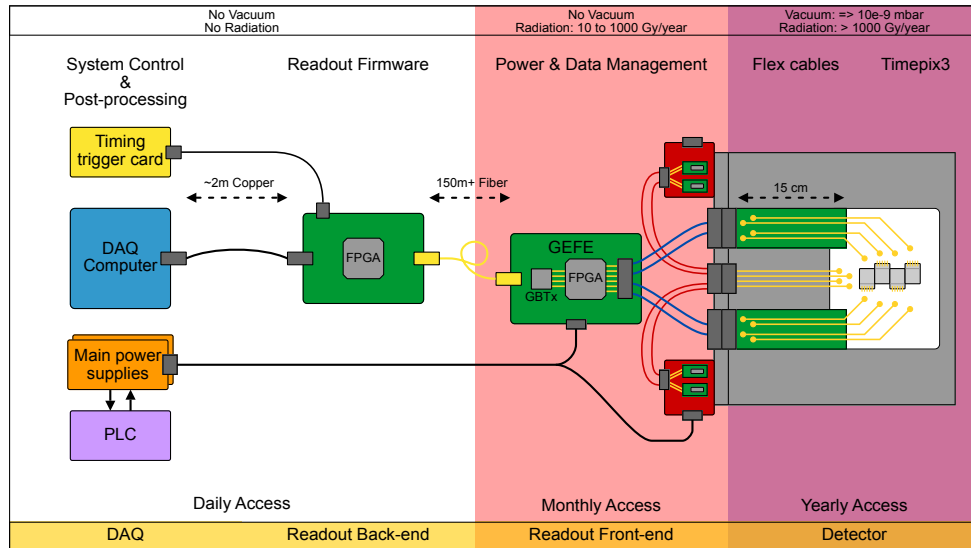 No Vacuum
No Radiation
No Vacuum
Radiation: 10 to 1000 Gy/year
Vacuum: => 10e-9 mbar
Radiation: > 1000 Gy/year
System Control
&
Post-processing
Readout Firmware
Power & Data Management
Flex cables
Timepix3
Timing
trigger card
~2m Copper
150m+ Fiber
15 cm
DAQ
Computer
FPGA
GEFE
FPGA
GBTx
Main power
supplies
PLC
Daily Access
Monthly Access
Yearly Access
DAQ
Readout Back-end
Readout Front-end
Detector